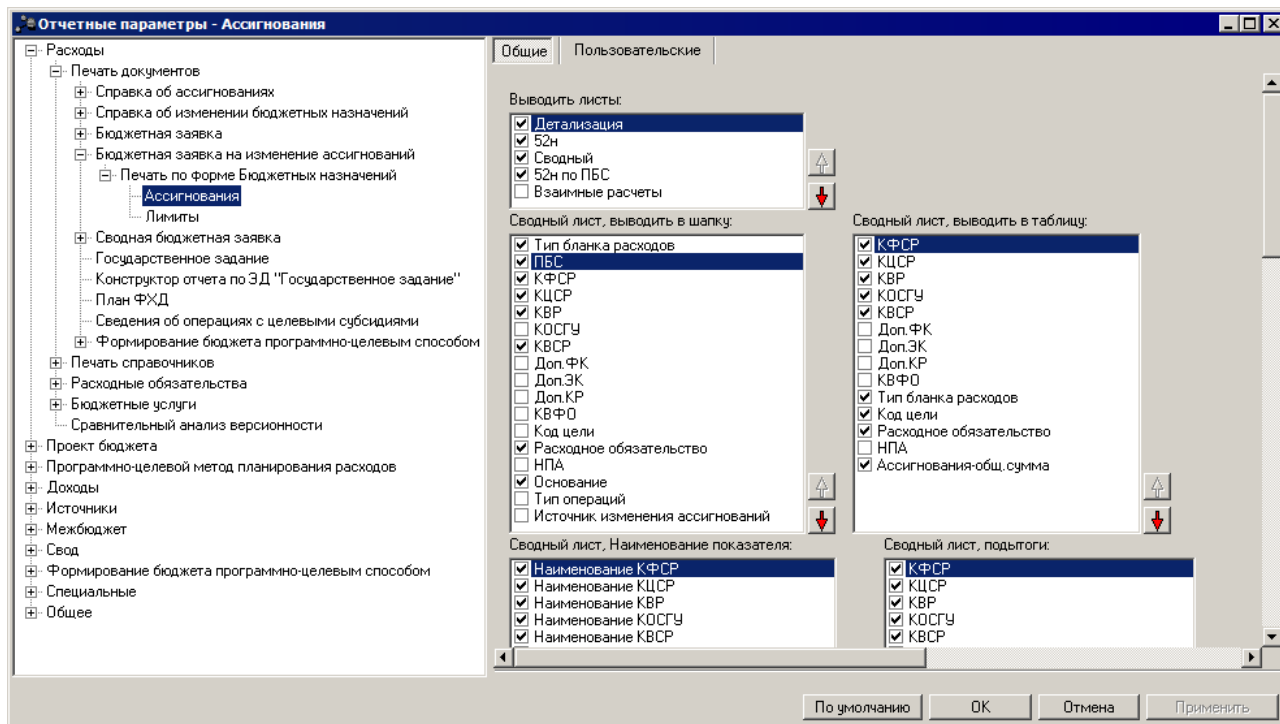 Отчетные параметры - Ассигнования
Расходы
Печать документов
Справка об ассигнованиях
Справка об изменении бюджетных назначений
Бюджетная заявка
Бюджетная заявка на изменение ассигнований
Печать по форме Бюджетных назначений
Ассигнования
Лимиты
Сводная бюджетная заявка
Государственное задание
Конструктор отчета по ЭД "Государственное задание"
План ФХД
Сведения об операциях с целевыми субсидиями
Формирование бюджета программно-целевым способом
Печать справочников
Расходные обязательства
Бюджетные услуги
Сравнительный анализ версионности
Проект бюджета
Программно-целевой метод планирования расходов
Доходы
Источники
Межбюджет
Свод
Формирование бюджета программно-целевым способом
Специальные
Общее
Общие
Пользовательские
Выводить листы:
Детализация
52н
Сводный
52н по ПБС
Взаимные расчеты
Сводный лист, выводить в шапку:
Тип бланка расходов
ПБС
КФСР
КЦСР
КВР
КОСГУ
КВСР
Доп.ФК
Доп.ЭК
Доп.КР
КВФО
Код цели
Расходное обязательство
НПА
Основание
Тип операций
Источник изменения ассигнований
Сводный лист, выводить в таблицу:
КФСР
КЦСР
КВР
КОСГУ
КВСР
Доп.ФК
Доп.ЭК
Доп.КР
КВФО
Тип бланка расходов
Код цели
Расходное обязательство
НПА
Ассигнования-общ.сумма
Сводный лист, Наименование показателя:
Наименование КФСР
Наименование КЦСР
Наименование КВР
Наименование КОСГУ
Наименование КВСР
Сводный лист, подытоги:
КФСР
КЦСР
КВР
КОСГУ
КВСР
По умолчанию
OK
Отмена
Применить